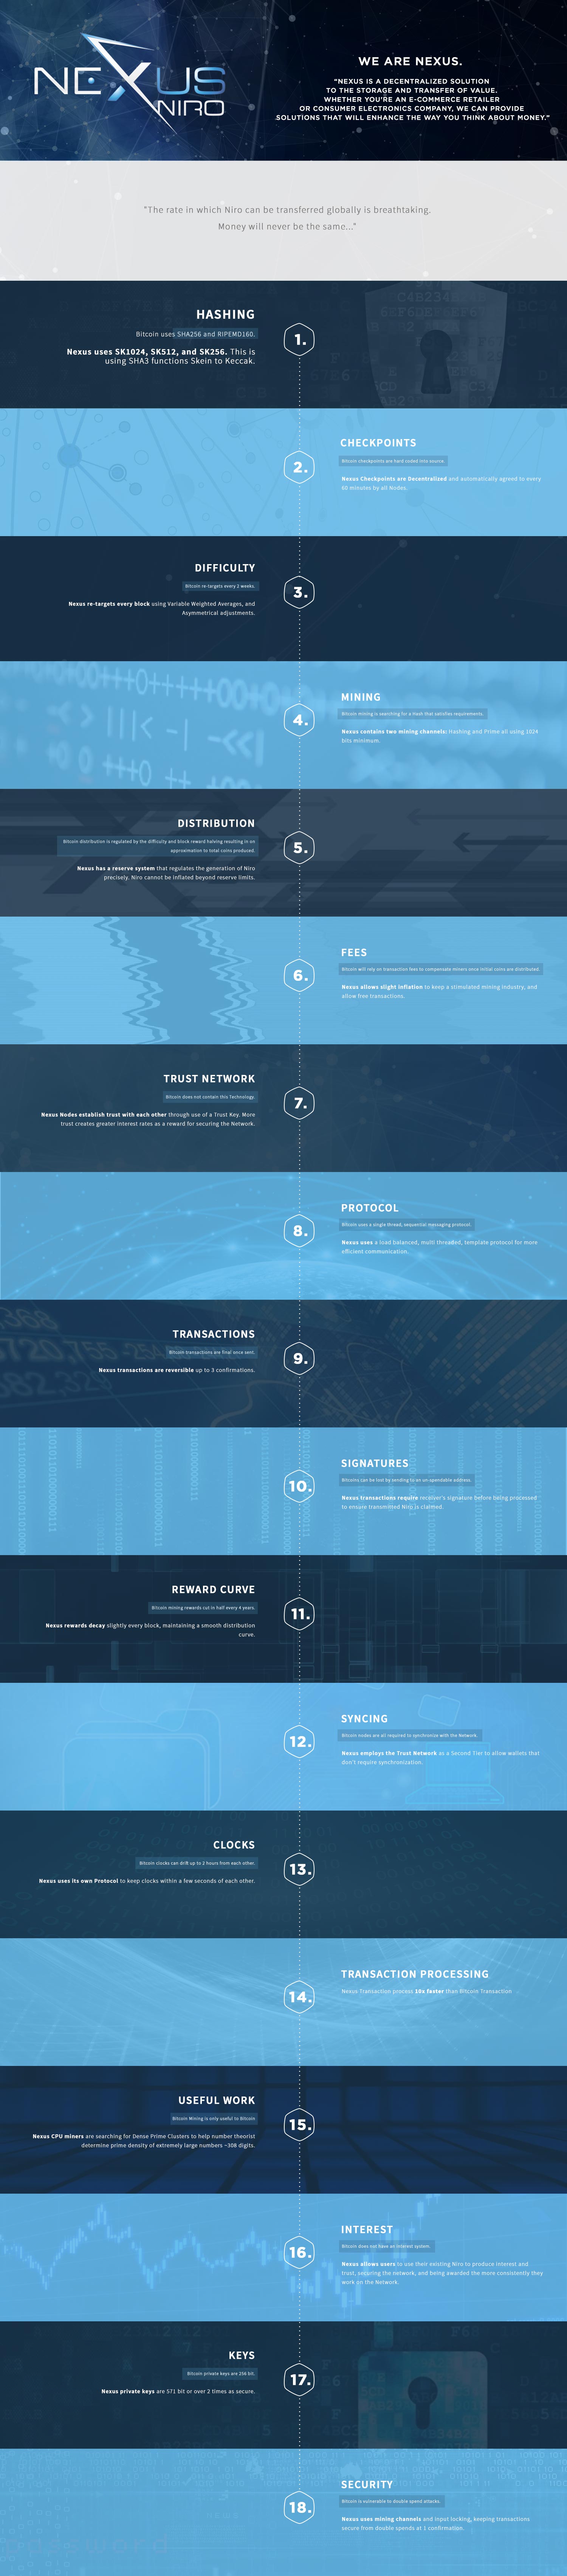 NEXUS
NIRO
WE ARE NEXUS.
"NEXUS IS A DECENTRALIZED SOLUTION
TO THE STORAGE AND TRANSFER OF VALUE.
WHETHER YOU'RE AN E-COMMERCE RETAILER
OR CONSUMER ELECTRONICS COMPANY, WE CAN PROVIDE
SOLUTIONS THAT WILL ENHANCE THE WAY YOU THINK ABOUT MONEY."
"The rate in which Niro can be transferred globally is breathtaking.
Money will never be the same..."
HASHING
Bitcoin uses SHA256 and RIPEMD160.
1.
Nexus uses SK1024, SK512, and SK256. This is
using SHA3 functions Skein to Keccak.
CHECKPOINTS
Bitcoin checkpoints are hard coded into source.
2.
Nexus Checkpoints are Decentralized and automatically agreed to every
60 minutes by all Nodes.
DIFFICULTY
Bitcoin re-targets every 2 weeks.
3.
Nexus re-targets every block using Variable Weighted Averages, and
Asymmetrical adjustments.
MINING
Bitcoin mining is searching for a Hash that satisfies requirements.
4.
Nexus contains two mining channels: Hashing and Prime all using 1024
bits minimum.
DISTRIBUTION
Bitcoin distribution is regulated by the difficulty and block reward halving resulting in an
approximation to total coins produced.
5.
Nexus has a reserve system that regulates the generation of Niro
precisely. Niro cannot be inflated beyond reserve limits.
FEES
Bitcoin will rely on transaction fees to compensate miners once initial coins are distributed.
6.
Nexus allows slight inflation to keep a stimulated mining industry, and
allow free transactions.
TRUST NETWORK
Bitcoin does not contain this Technology.
7.
Nexus Nodes establish trust with each other through use of a Trust Key. More
trust creates greater interest rates as a reward for securing the Network.
PROTOCOL
Bitcoin uses a single thread, sequential messaging protocol.
8.
Nexus uses a load balanced, multi threaded, template protocol for more
efficient communication.
TRANSACTIONS
Bitcoin transactions are final once sent.
9.
Nexus transactions are reversible up to 3 confirmations.
SIGNATURES
Bitcoins can be lost by sending to an un-spendable address.
10.
Nexus transactions require receiver's signature before being processed
to ensure transmitted Niro is claimed.
REWARD CURVE
Bitcoin mining rewards cut in half every 4 years.
11.
Nexus rewards decay slightly every block, maintaining a smooth distribution
curve.
SYNCING
Bitcoin nodes are all required to synchronize with the Network.
12.
Nexus employs the Trust Network as a Second Tier to allow wallets that
don't require synchronization.
CLOCKS
Bitcoin clocks can drift up to 2 hours from each other.
13.
Nexus uses its own Protocol to keep clocks within a few seconds of each other.
TRANSACTION PROCESSING
Nexus Transaction process 10x faster than Bitcoin Transaction
14.
USEFUL WORK
Bitcoin Mining is only useful to Bitcoin
15.
Nexus CPU miners are searching for Dense Prime Clusters to help number theorist
determine prime density of extremely large numbers ~308 digits.
INTEREST
Bitcoin does not have an interest system.
16.
Nexus allows users to use their existing Niro to produce interest and
trust, securing the network, and being awarded the more consistently they
work on the Network.
KEYS
Bitcoin private keys are 256 bit.
17.
Nexus private keys are 571 bit or over 2 times as secure.
SECURITY
Bitcoin is vulnerable to double spend attacks.
18.
Nexus uses mining channels and input locking, keeping transactions
secure from double spends at 1 confirmation.